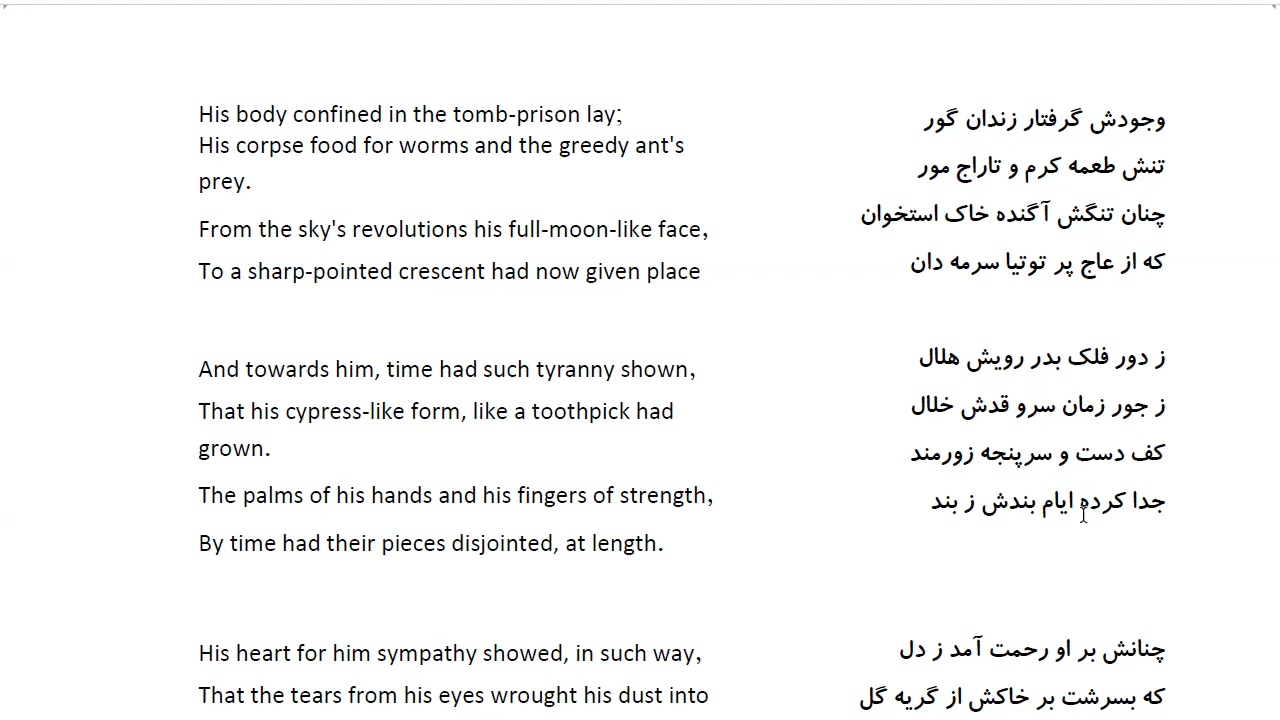 His body confined in the tomb-prison lay;
His corpse food for worms and the greedy ant's
prey.
From the sky's revolutions his full-moon-like face,
To a sharp-pointed crescent had now given place
And towards him, time had such tyranny shown,
That his cypress-like form, like a toothpick had
grown.
The palms of his hands and his fingers of strength,
By time had their pieces disjointed, at length.
His heart for him sympathy showed, in such way,
That the tears from his eyes wrought his dust into
وجودش گرفتار زندان گور
تنش طعمه کرم و تاراج مور
چنان تنگش آگنده خاک استخوان
که از عاج پر توتیا سرمه دان
ز دور فلک بدر رویش هلال
ز جور زمان سرو قدش خلال
کف دست و سرپنجه زورمند
جدا کرده ایام بندش ز بند
چنانش بر او رحمت آمد ز دل
که بسرشت بر خاکش از گریه گل